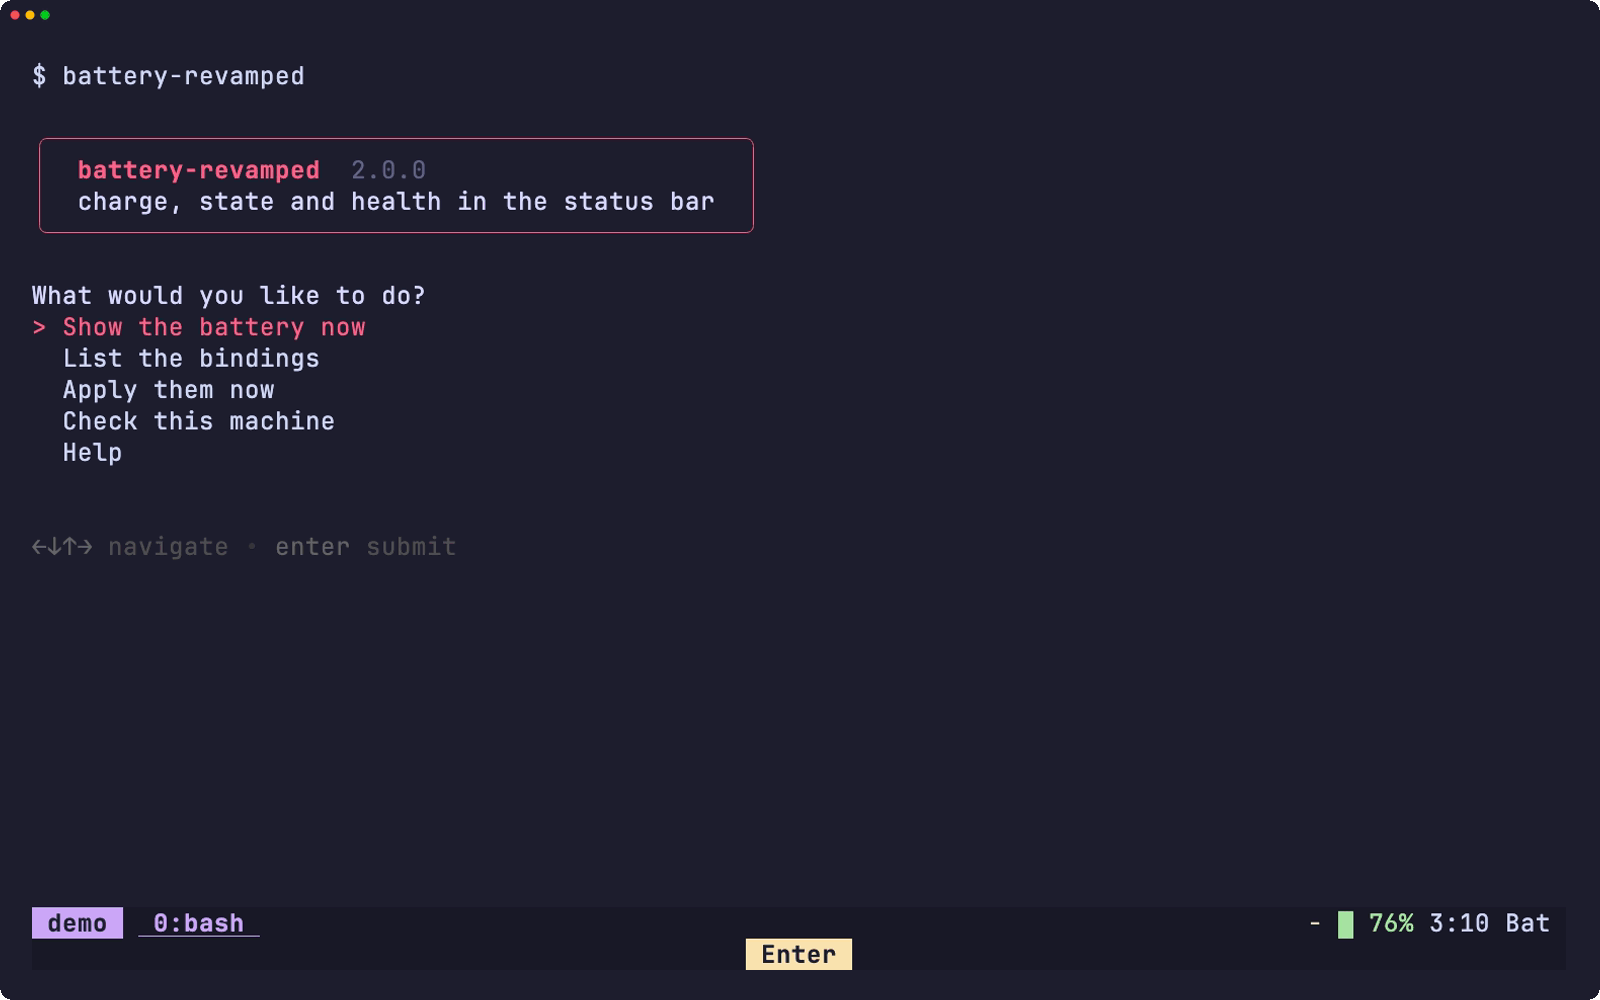 $ battery-revamped
battery-revamped 2.0.0
charge, state and health in the status bar
What would you like to do?
> Show the battery now
List the bindings
Apply them now
Check this machine
Help
←↓↑→ navigate • enter submit
demo 0:bash - █ 76% 3:10 Bat
Enter